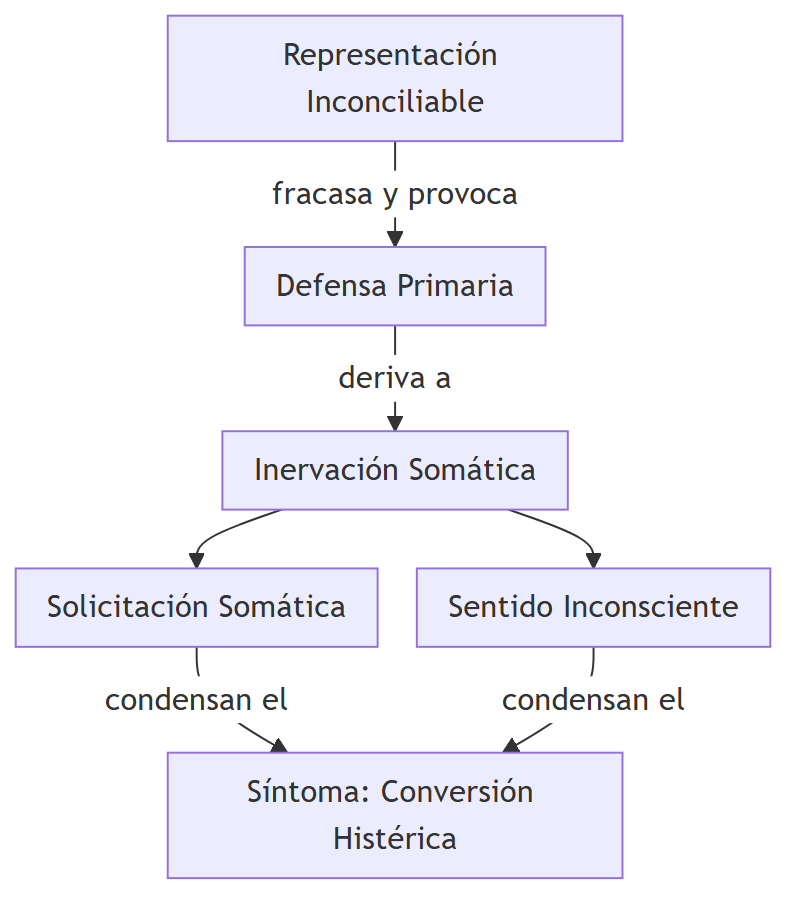 Representación
Inconciliable
fracasa y provoca
Defensa Primaria
deriva a
Inervación Somática
Solicitación Somática
Sentido Inconsciente
condensan el
condensan el
Síntoma: Conversión
Histérica